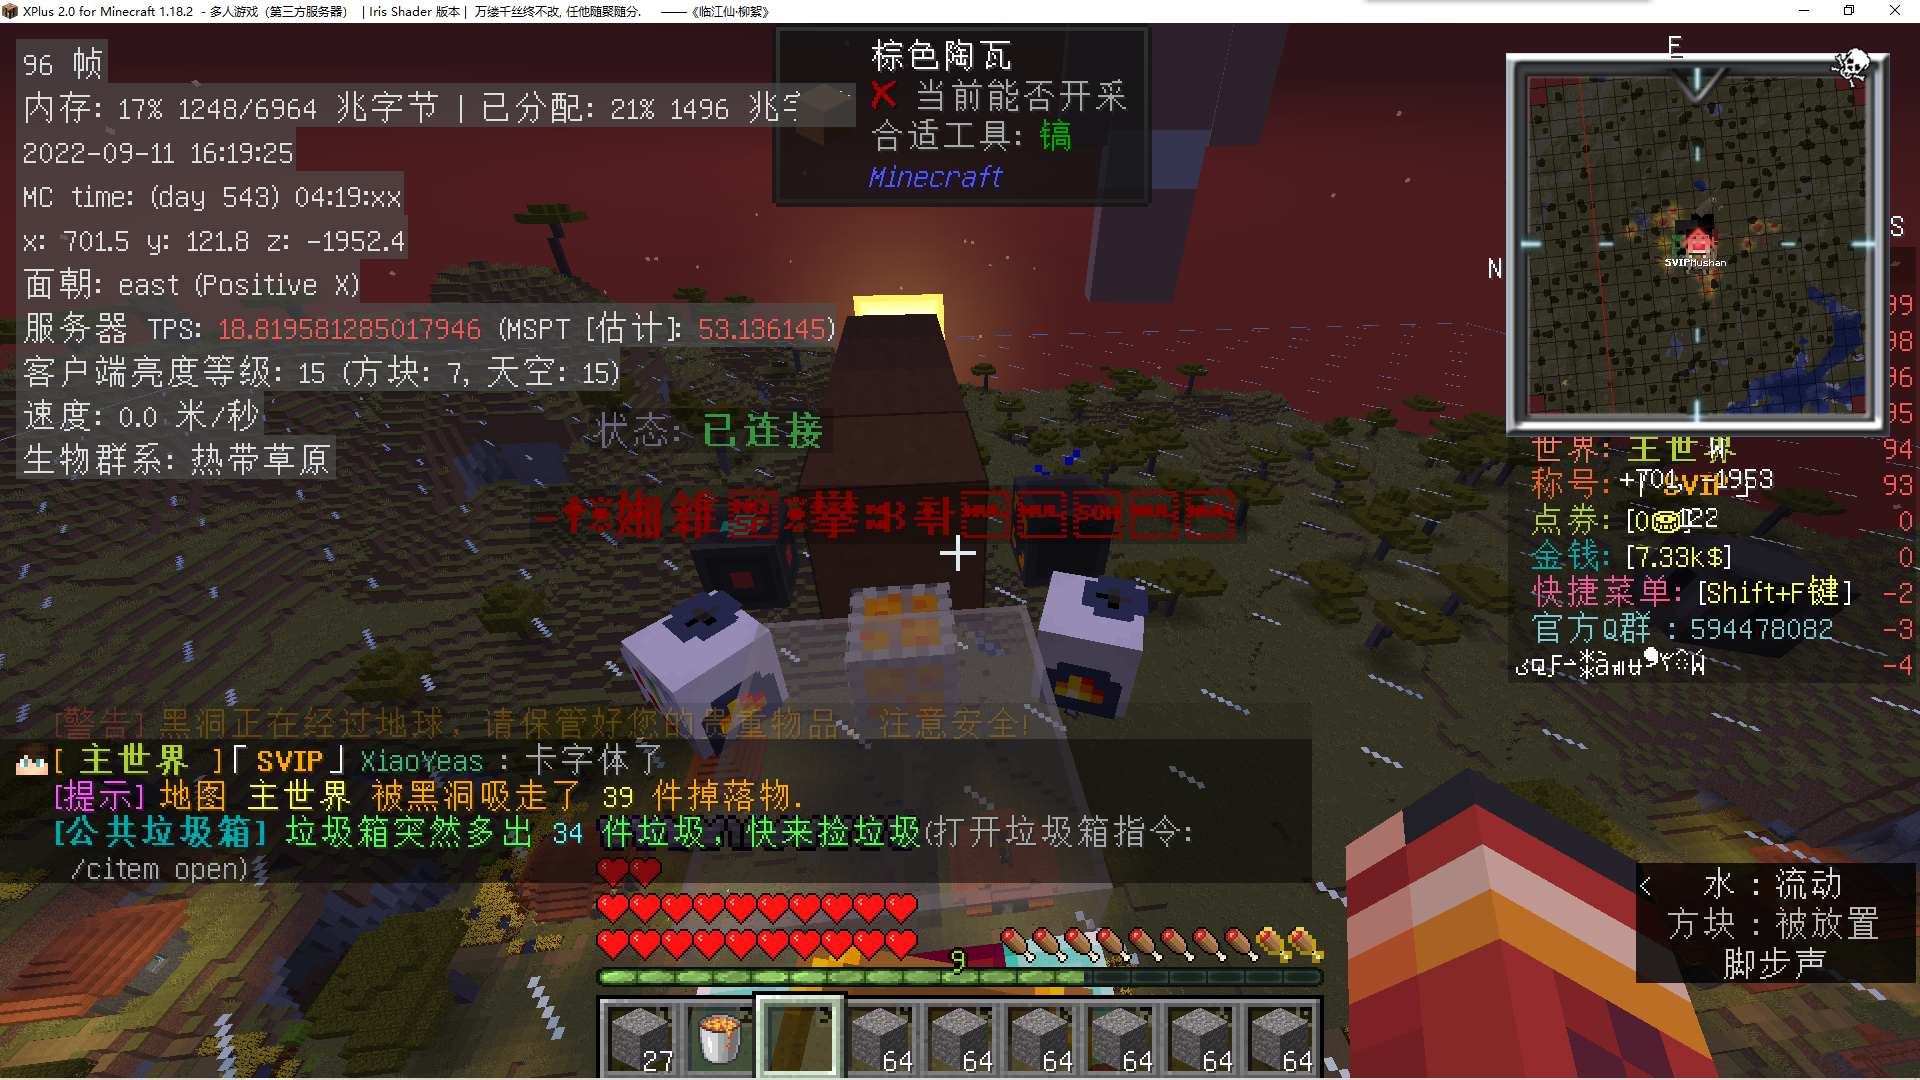 XPlus 2.0 for Minecraft 1.18.2 - 多人游戏（第三方服务器） | Iris Shader 版本 | 万缕千丝终不改, 任他随聚随分. ——《临江仙·柳絮》
96 帧
内存: 17% 1248/6964 兆字节 | 已分配: 21% 1496 兆字
2022-09-11 16:19:25
MC time: (day 543) 04:19:xx
x: 701.5 y: 121.8 z: -1952.4
面朝: east (Positive X)
服务器 TPS: 18.819581285017946 (MSPT [估计]: 53.136145)
客户端亮度等级: 15 (方块: 7, 天空: 15)
速度: 0.0 米/秒
生物群系: 热带草原
棕色陶瓦
当前能否开采
合适工具: 镐
Minecraft
E
S
N
SVIPMushan
状态: 已连接
世界: 主世界
称号: SVIP
+701, -1953
点券: [0
122
金钱: [7.33k$]
快捷菜单: [Shift+F键]
官方Q群 : 594478082
99
98
96
95
94
93
0
0
-2
-3
-4
[警告] 黑洞正在经过地球, 请保管好您的贵重物品, 注意安全!
[ 主世界 ]「 SVIP 」XiaoYeas : 卡字体了
[提示] 地图 主世界 被黑洞吸走了 39 件掉落物.
[公共垃圾箱] 垃圾箱突然多出 34 件垃圾, 快来捡垃圾(打开垃圾箱指令:
/citem open)
< 水 : 流动
方块 : 被放置
脚步声
9
27
64
64
64
64
64
64